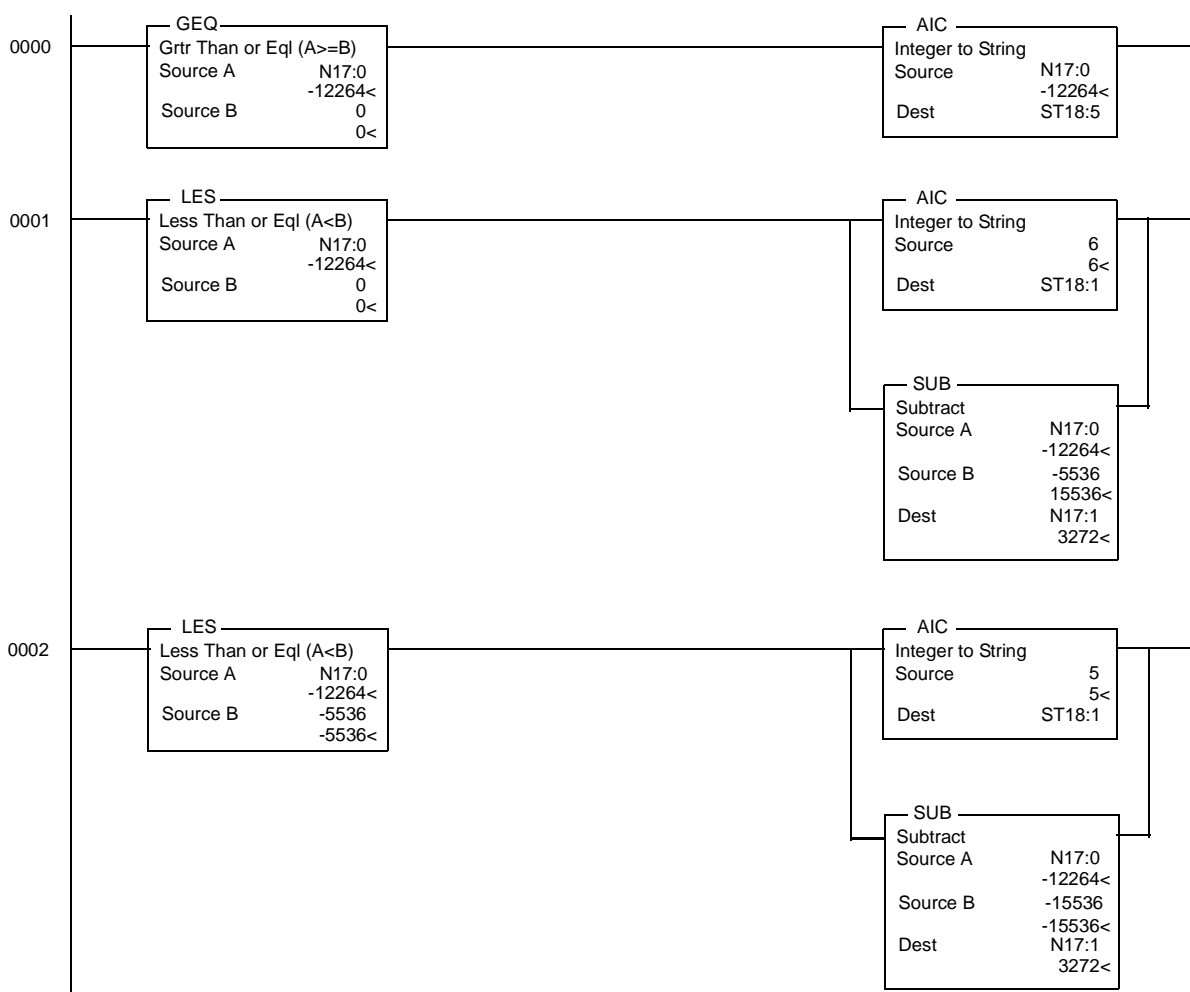 GEQ
0000
Grtr Than or Eql (A>=B)
Source A N17:0
-12264<
Source B 0
0<
AIC
Integer to String
Source N17:0
-12264<
Dest ST18:5
LES
0001
Less Than or Eql (A<B)
Source A N17:0
-12264<
Source B 0
0<
AIC
Integer to String
Source 6
6<
Dest ST18:1
SUB
Subtract
Source A N17:0
-12264<
Source B -5536
15536<
Dest N17:1
3272<
LES
0002
Less Than or Eql (A<B)
Source A N17:0
-12264<
Source B -5536
-5536<
AIC
Integer to String
Source 5
5<
Dest ST18:1
SUB
Subtract
Source A N17:0
-12264<
Source B -15536
-15536<
Dest N17:1
3272<